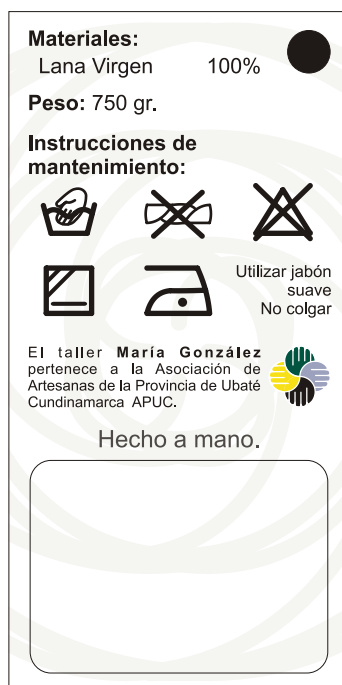 Materiales:
Lana Virgen 100%
Peso: 750 gr.
Instrucciones de
mantenimiento:
Utilizar jabón
suave
No colgar
El taller María González
pertenece a la Asociación de
Artesanas de la Provincia de Ubaté
Cundinamarca APUC.
Hecho a mano.